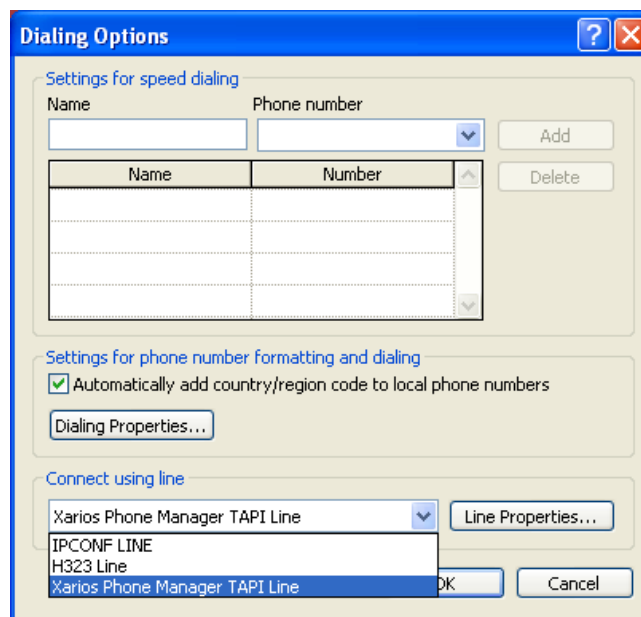 Dialing Options
Settings for speed dialing
Name Phone number
Add
Name Number
Delete
Settings for phone number formatting and dialing
Automatically add country/region code to local phone numbers
Dialing Properties...
Connect using line
Xarios Phone Manager TAPI Line Line Properties...
IPCONF LINE
H323 Line
Xarios Phone Manager TAPI Line
OK Cancel